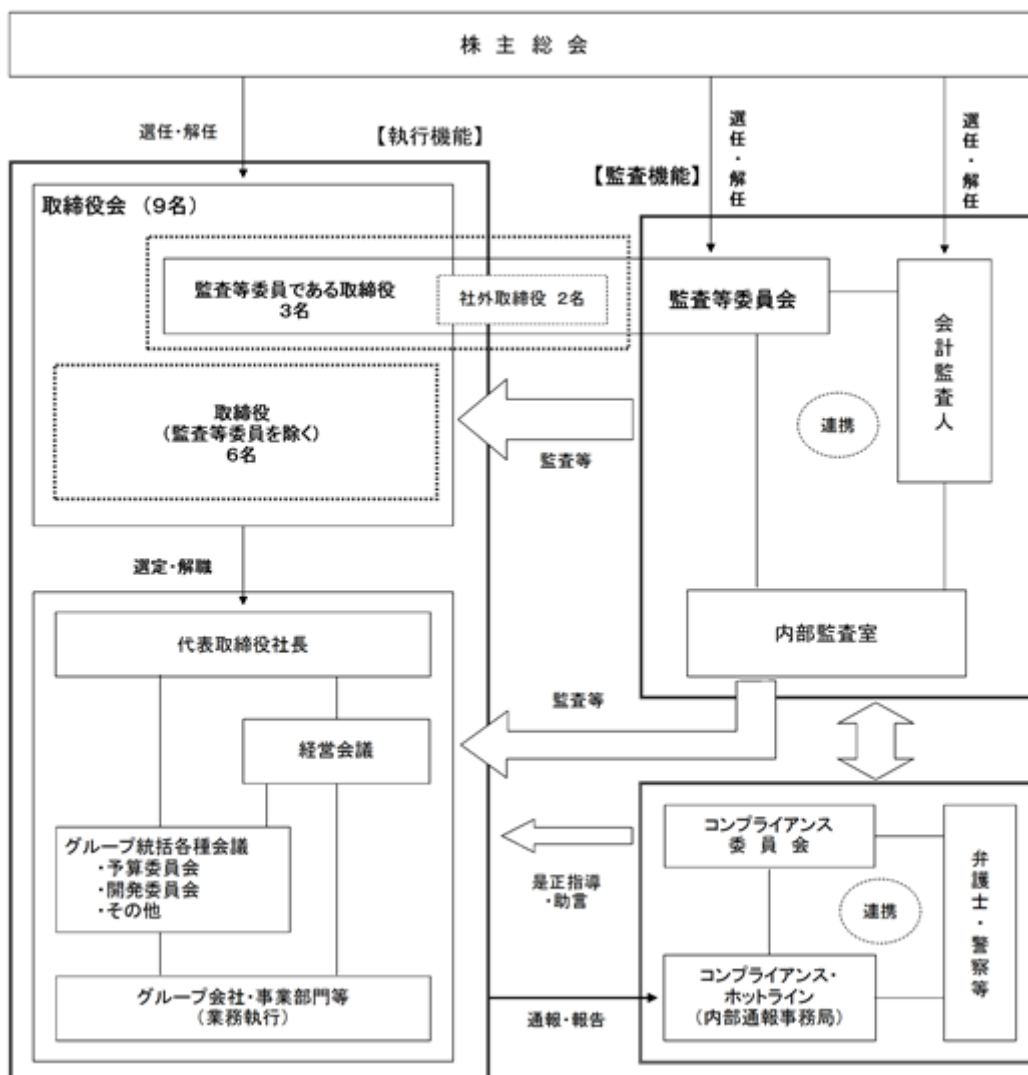 株 主 総 会
選任・解任
【執行機能】
選任・解任
選任・解任
【監査機能】
取締役会 （9名）
監査等委員である取締役
3名
社外取締役 2名
監査等委員会
会計監査人
取締役
（監査等委員を除く）
6名
監査等
連携
選定・解職
代表取締役社長
内部監査室
監査等
経営会議
グループ統括各種会議
・予算委員会
・開発委員会
・その他
コンプライアンス
委 員 会
是正指導
・助言
連携
弁護士・警察等
グループ会社・事業部門等
（業務執行）
コンプライアンス・
ホットライン
（内部通報事務局）
通報・報告